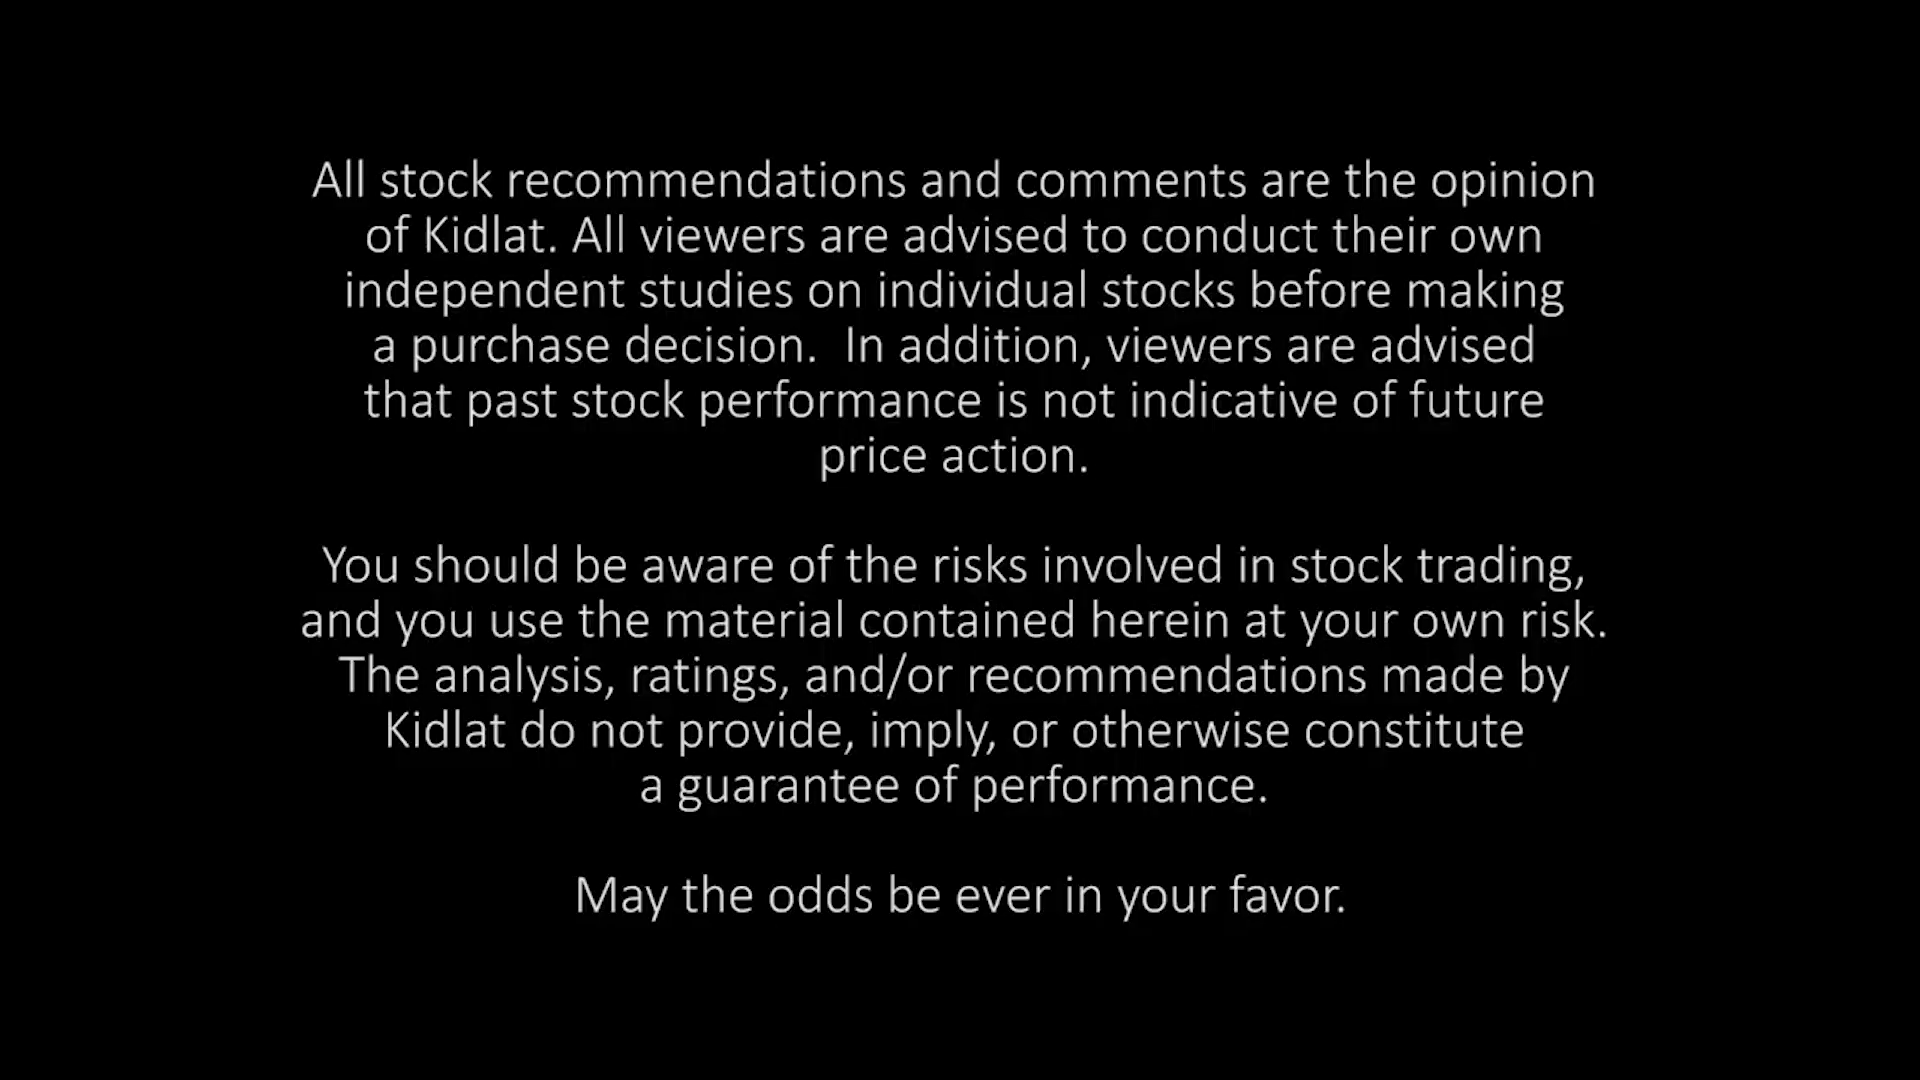 All stock recommendations and comments are the opinion
of Kidlat. All viewers are advised to conduct their own
independent studies on individual stocks before making
a purchase decision.  In addition, viewers are advised
that past stock performance is not indicative of future
price action.
You should be aware of the risks involved in stock trading,
and you use the material contained herein at your own risk.
The analysis, ratings, and/or recommendations made by
Kidlat do not provide, imply, or otherwise constitute
a guarantee of performance.
May the odds be ever in your favor.